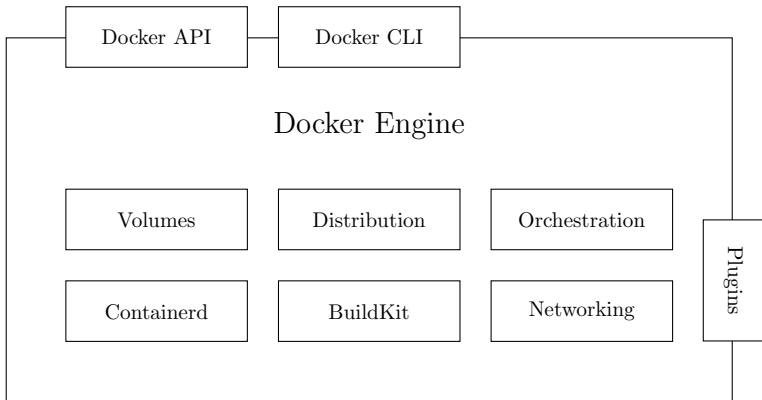 Docker API
Docker CLI
Docker Engine
Volumes
Distribution
Orchestration
Plugins
Containerd
BuildKit
Networking